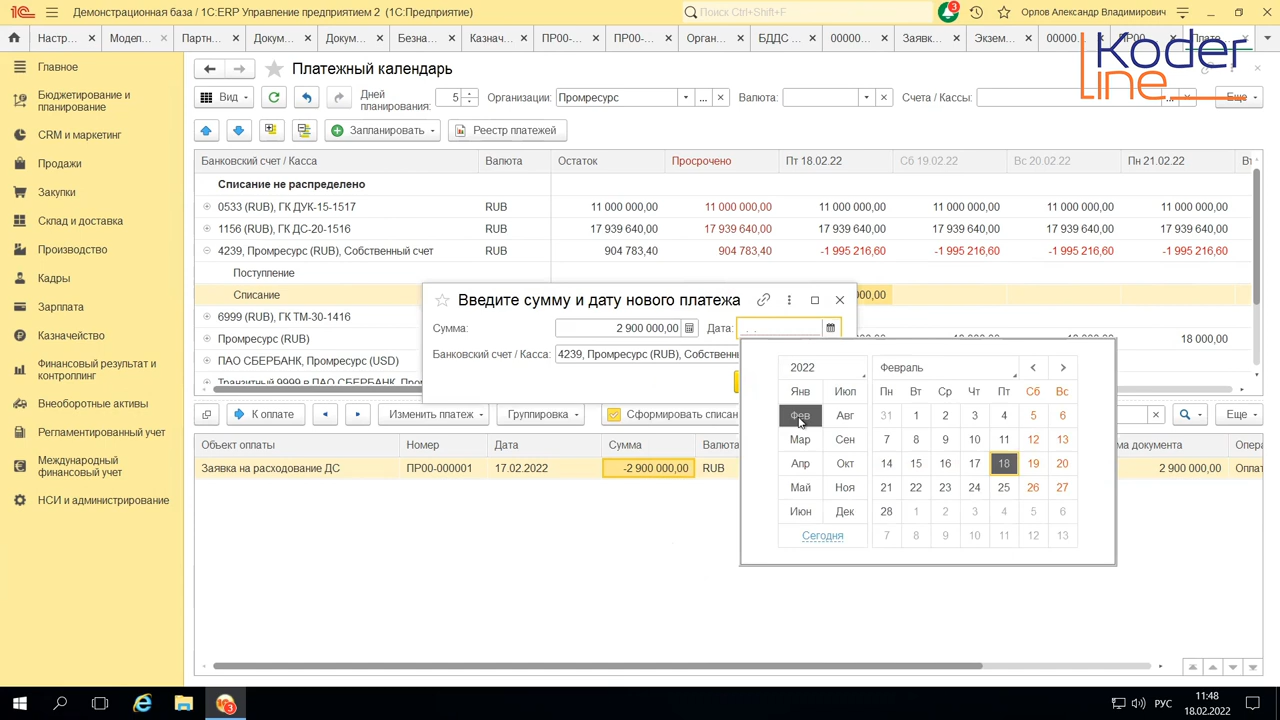 Демонстрационная база / 1С:ERP Управление предприятием 2 (1С:Предприятие)
Поиск Ctrl+Shift+F
3
Орлов Александр Владимирович
Настр...
Модел...
Партн...
Докум...
Докум...
Безна...
Казнач...
ПР00-...
ПР00-...
Орган...
БДДС ...
00000...
Заявк...
Экзем...
0000...
Koder
Line
Главное
Бюджетирование и
планирование
CRM и маркетинг
Продажи
Закупки
Склад и доставка
Производство
Кадры
Зарплата
Казначейство
Финансовый результат и
контроллинг
Внеоборотные активы
Регламентированный учет
Международный
финансовый учет
НСИ и администрирование
Платежный календарь
Вид
Дней
планирования:
5
Организации:
Промресурс
Валюта:
Счета / Кассы:
Еще
Запланировать
Реестр платежей
Банковский счет / Касса Валюта Остаток Просрочено Пт 18.02.22 Сб 19.02.22 Вс 20.02.22 Пн 21.02.22 Вт
Списание не распределено
0533 (RUB), ГК ДУК-15-1517 RUB 11 000 000,00 11 000 000,00 11 000 000,00 11 000 000,00 11 000 000,00 11 000 000,00
1156 (RUB), ГК ДС-20-1516 RUB 17 939 640,00 17 939 640,00 17 939 640,00 17 939 640,00 17 939 640,00 17 939 640,00
4239, Промресурс (RUB), Собственный счет RUB 904 783,40 904 783,40 -1 995 216,60 -1 995 216,60 -1 995 216,60 -1 995 216,60
Поступление
Списание
6999 (RUB), ГК ТМ-30-1416
Промресурс (RUB) 18 000,00
ПАО СБЕРБАНК, Промресурс (USD)
Транзитный 9999 в ПАО СБЕРБАНК, Пром
Введите сумму и дату нового платежа
Сумма: 2 900 000,00 Дата: . .
Банковский счет / Касса: 4239, Промресурс (RUB), Собственн
2022 Февраль
Янв Июл Пн Вт Ср Чт Пт Сб Вс
Фев Авг 31 1 2 3 4 5 6
Мар Сен 7 8 9 10 11 12 13
Апр Окт 14 15 16 17 18 19 20
Май Ноя 21 22 23 24 25 26 27
Июн Дек 28 1 2 3 4 5 6
Сегодня 7 8 9 10 11 12 13
К оплате
Изменить платеж
Группировка
Сформировать списан
Еще
Объект оплаты Номер Дата Сумма Валюта ма документа Опера
Заявка на расходование ДС ПР00-000001 17.02.2022 -2 900 000,00 RUB 2 900 000,00 Оплат
3
РУС
11:48
18.02.2022